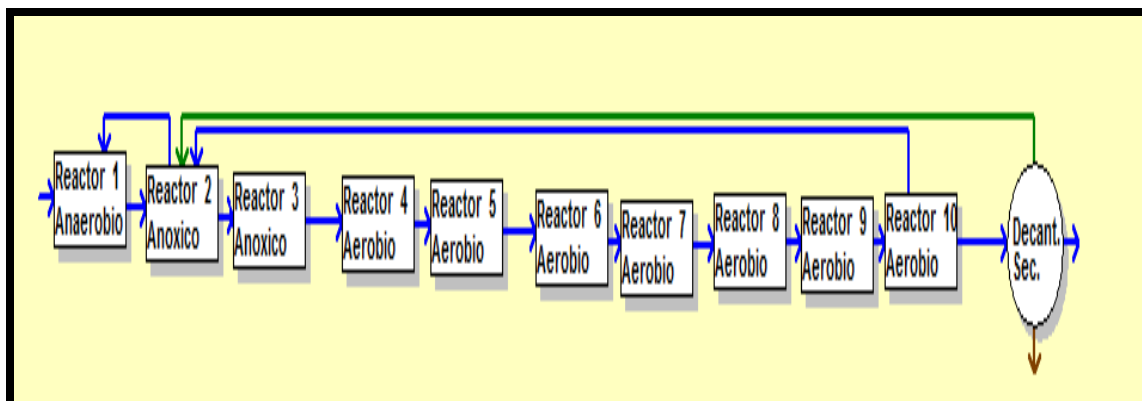 Reactor 1
Anaerobio
Reactor 2
Anoxico
Reactor 3
Anoxico
Reactor 4
Aerobio
Reactor 5
Aerobio
Reactor 6
Aerobio
Reactor 7
Aerobio
Reactor 8
Aerobio
Reactor 9
Aerobio
Reactor 10
Aerobio
Decant.
Sec.